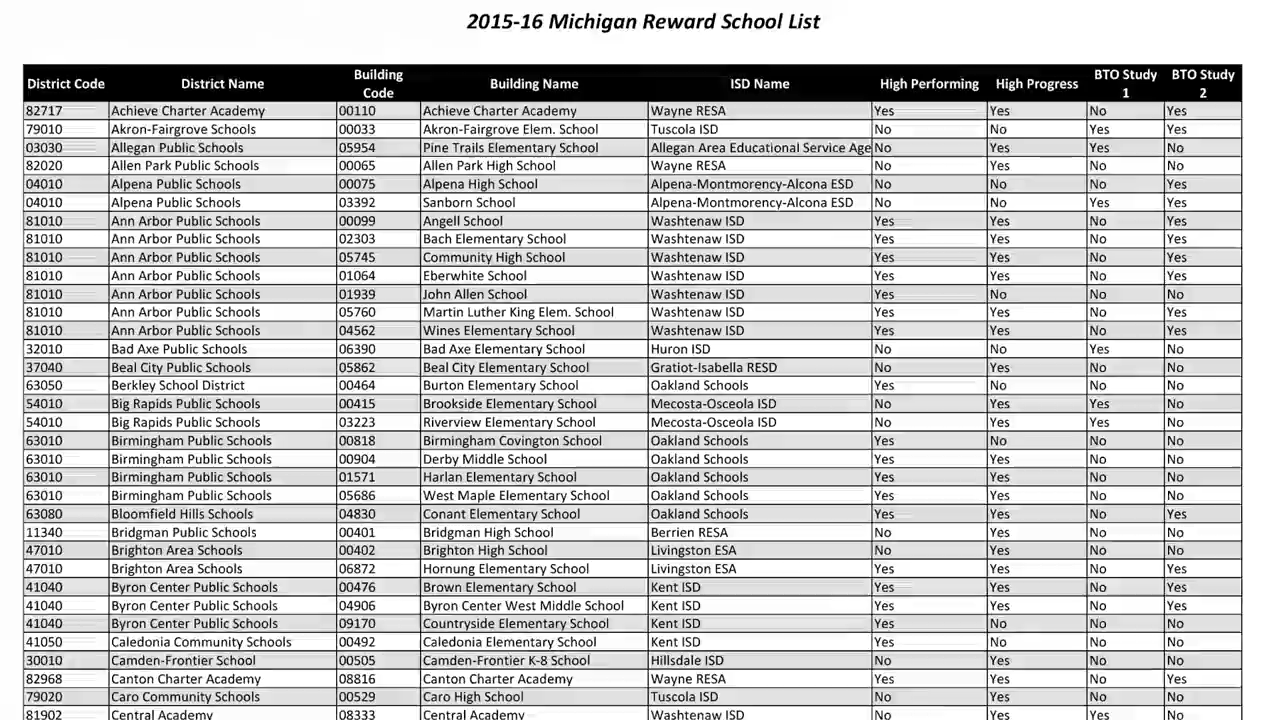 2015-16 Michigan Reward School List
District Code District Name Building Code Building Name ISD Name High Performing High Progress BTO Study 1 BTO Study 2
82717 Achieve Charter Academy 00110 Achieve Charter Academy Wayne RESA Yes Yes No Yes
79010 Akron-Fairgrove Schools 00033 Akron-Fairgrove Elem. School Tuscola ISD No No Yes Yes
03030 Allegan Public Schools 05954 Pine Trails Elementary School Allegan Area Educational Service Age No Yes Yes No
82020 Allen Park Public Schools 00065 Allen Park High School Wayne RESA No Yes No No
04010 Alpena Public Schools 00075 Alpena High School Alpena-Montmorency-Alcona ESD No No No Yes
04010 Alpena Public Schools 03392 Sanborn School Alpena-Montmorency-Alcona ESD No No Yes Yes
81010 Ann Arbor Public Schools 00099 Angell School Washtenaw ISD Yes Yes No Yes
81010 Ann Arbor Public Schools 02303 Bach Elementary School Washtenaw ISD Yes Yes No Yes
81010 Ann Arbor Public Schools 05745 Community High School Washtenaw ISD Yes Yes No Yes
81010 Ann Arbor Public Schools 01064 Eberwhite School Washtenaw ISD Yes Yes No Yes
81010 Ann Arbor Public Schools 01939 John Allen School Washtenaw ISD Yes No No No
81010 Ann Arbor Public Schools 05760 Martin Luther King Elem. School Washtenaw ISD Yes Yes No Yes
81010 Ann Arbor Public Schools 04562 Wines Elementary School Washtenaw ISD Yes Yes No Yes
32010 Bad Axe Public Schools 06390 Bad Axe Elementary School Huron ISD No No Yes No
37040 Beal City Public Schools 05862 Beal City Elementary School Gratiot-Isabella RESD No Yes No No
63050 Berkley School District 00464 Burton Elementary School Oakland Schools Yes No No No
54010 Big Rapids Public Schools 00415 Brookside Elementary School Mecosta-Osceola ISD No Yes Yes No
54010 Big Rapids Public Schools 03223 Riverview Elementary School Mecosta-Osceola ISD No Yes Yes No
63010 Birmingham Public Schools 00818 Birmingham Covington School Oakland Schools Yes No No No
63010 Birmingham Public Schools 00904 Derby Middle School Oakland Schools Yes Yes No No
63010 Birmingham Public Schools 01571 Harlan Elementary School Oakland Schools Yes Yes No No
63010 Birmingham Public Schools 05686 West Maple Elementary School Oakland Schools Yes Yes No No
63080 Bloomfield Hills Schools 04830 Conant Elementary School Oakland Schools Yes Yes No Yes
11340 Bridgman Public Schools 00401 Bridgman High School Berrien RESA No Yes No No
47010 Brighton Area Schools 00402 Brighton High School Livingston ESA No Yes No No
47010 Brighton Area Schools 06872 Hornung Elementary School Livingston ESA Yes Yes No Yes
41040 Byron Center Public Schools 00476 Brown Elementary School Kent ISD Yes Yes No Yes
41040 Byron Center Public Schools 04906 Byron Center West Middle School Kent ISD Yes Yes No Yes
41040 Byron Center Public Schools 09170 Countryside Elementary School Kent ISD Yes No No No
41050 Caledonia Community Schools 00492 Caledonia Elementary School Kent ISD Yes No No No
30010 Camden-Frontier School 00505 Camden-Frontier K-8 School Hillsdale ISD No Yes No No
82968 Canton Charter Academy 08816 Canton Charter Academy Wayne RESA Yes Yes No Yes
79020 Caro Community Schools 00529 Caro High School Tuscola ISD No Yes No No
81902 Central Academy 08333 Central Academy Washtenaw ISD No Yes Yes No